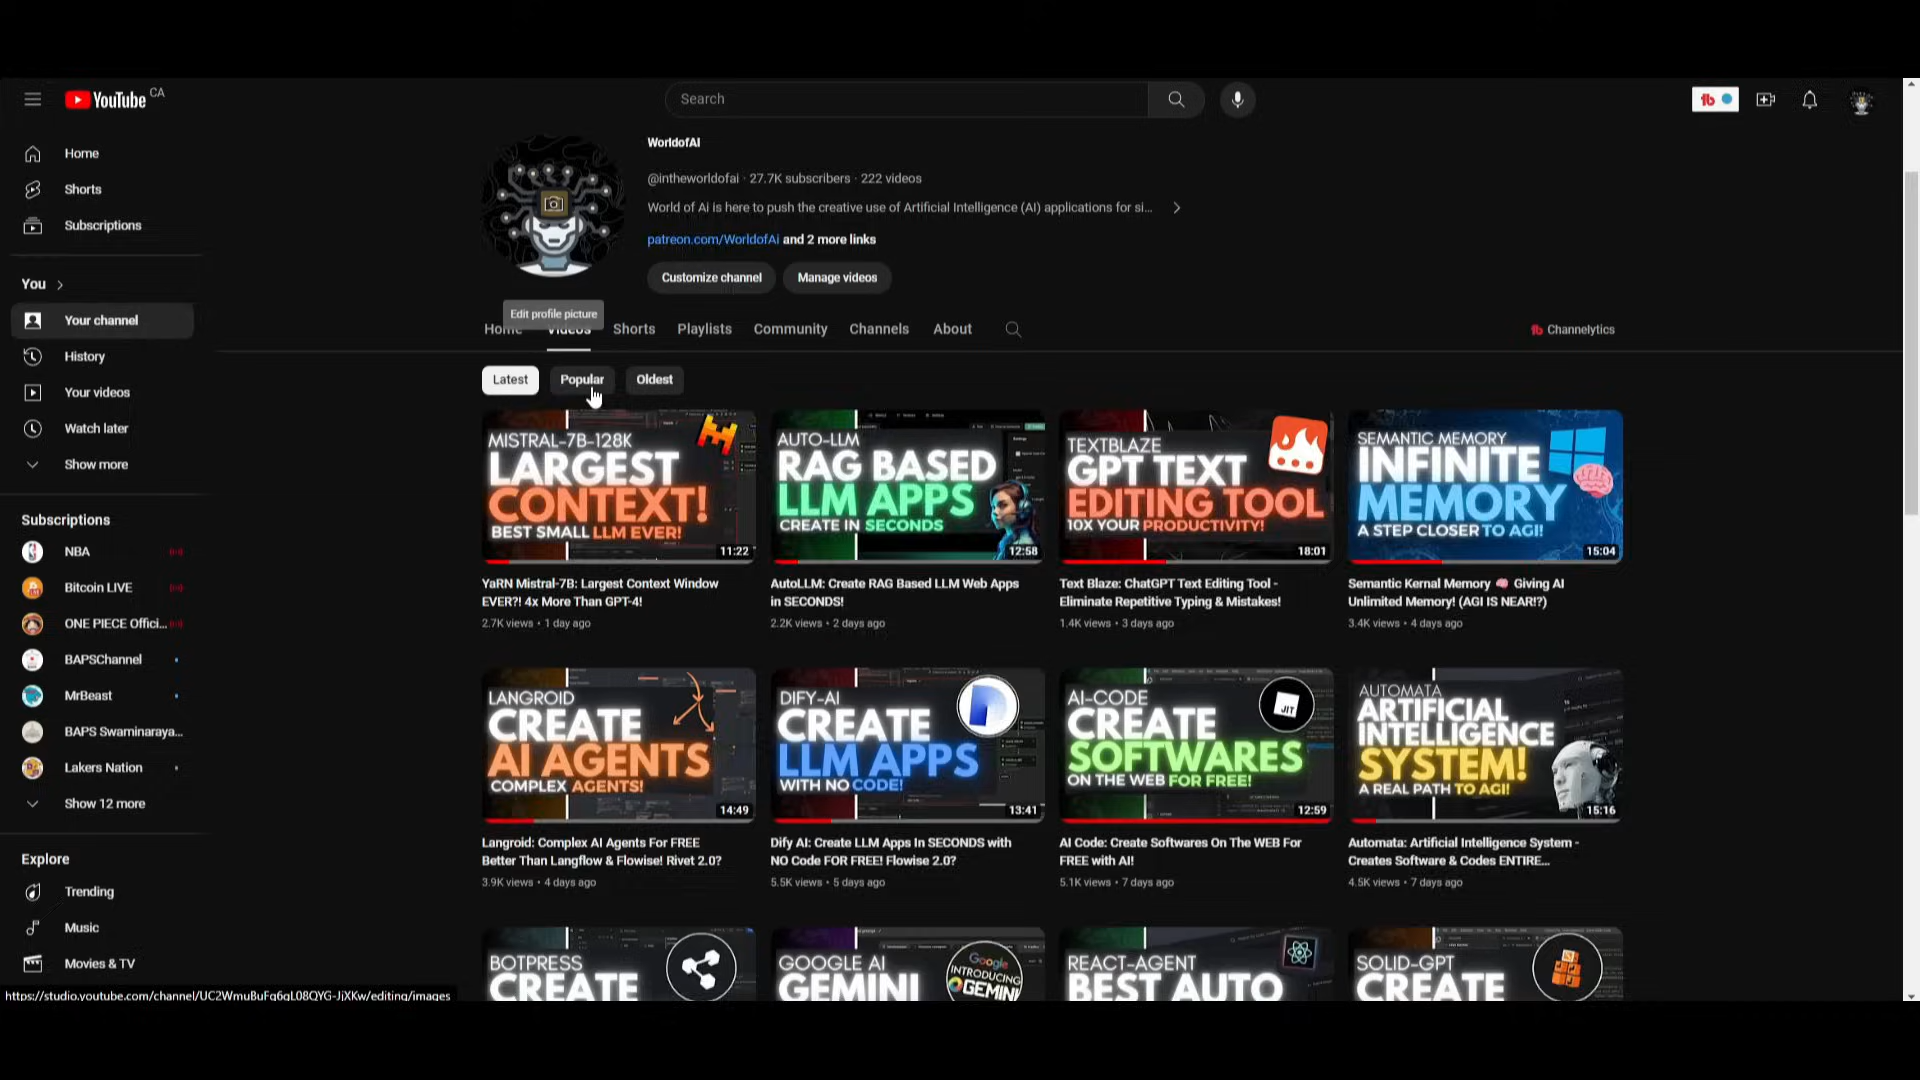 YouTube CA
Search
Home
Shorts
Subscriptions
You
Your channel
History
Your videos
Watch later
Show more
Subscriptions
NBA
Bitcoin LIVE
ONE PIECE Offici...
BAPSChannel
MrBeast
BAPS Swaminaraya...
Lakers Nation
Show 12 more
Explore
Trending
Music
Movies & TV
https://studio.youtube.com/channel/UC2WmuBuFq6gL08QYG-JjXKw/editing/images
WorldofAI
@intheworldofai · 27.7K subscribers · 222 videos
World of Ai is here to push the creative use of Artificial Intelligence (AI) applications for si...
patreon.com/WorldofAi and 2 more links
Customize channel
Manage videos
Edit profile picture
Home Videos Shorts Playlists Community Channels About
tb Channelytics
Latest Popular Oldest
MISTRAL-7B-128K
LARGEST
CONTEXT!
BEST SMALL LLM EVER!
11:22
YaRN Mistral-7B: Largest Context Window
EVER?! 4x More Than GPT-4!
2.7K views • 1 day ago
AUTO-LLM
RAG BASED
LLM APPS
CREATE IN SECONDS
12:58
AutoLLM: Create RAG Based LLM Web Apps
in SECONDS!
2.2K views • 2 days ago
TEXTBLAZE
GPT TEXT
EDITING TOOL
10X YOUR PRODUCTIVITY!
18:01
Text Blaze: ChatGPT Text Editing Tool -
Eliminate Repetitive Typing & Mistakes!
1.4K views • 3 days ago
SEMANTIC MEMORY
INFINITE
MEMORY
A STEP CLOSER TO AGI!
15:04
Semantic Kernal Memory 🧠 Giving AI
Unlimited Memory! (AGI IS NEAR!?)
3.4K views • 4 days ago
LANGROID
CREATE
AI AGENTS
COMPLEX AGENTS!
14:49
Langroid: Complex AI Agents For FREE
Better Than Langflow & Flowise! Rivet 2.0?
3.9K views • 4 days ago
DIFY-AI
CREATE
LLM APPS
WITH NO CODE!
13:41
Dify AI: Create LLM Apps In SECONDS with
NO Code FOR FREE! Flowise 2.0?
5.5K views • 5 days ago
AI-CODE
CREATE
SOFTWARES
ON THE WEB FOR FREE!
JIT
12:59
AI Code: Create Softwares On The WEB For
FREE with AI!
5.1K views • 7 days ago
AUTOMATA
ARTIFICIAL
INTELLIGENCE
SYSTEM!
A REAL PATH TO AGI!
15:16
Automata: Artificial Intelligence System -
Creates Software & Codes ENTIRE...
4.5K views • 7 days ago
BOTPRESS
CREATE
GOOGLE AI
GEMINI
Google
INTRODUCING
GEMINI
REACT-AGENT
BEST AUTO
SOLID-GPT
CREATE